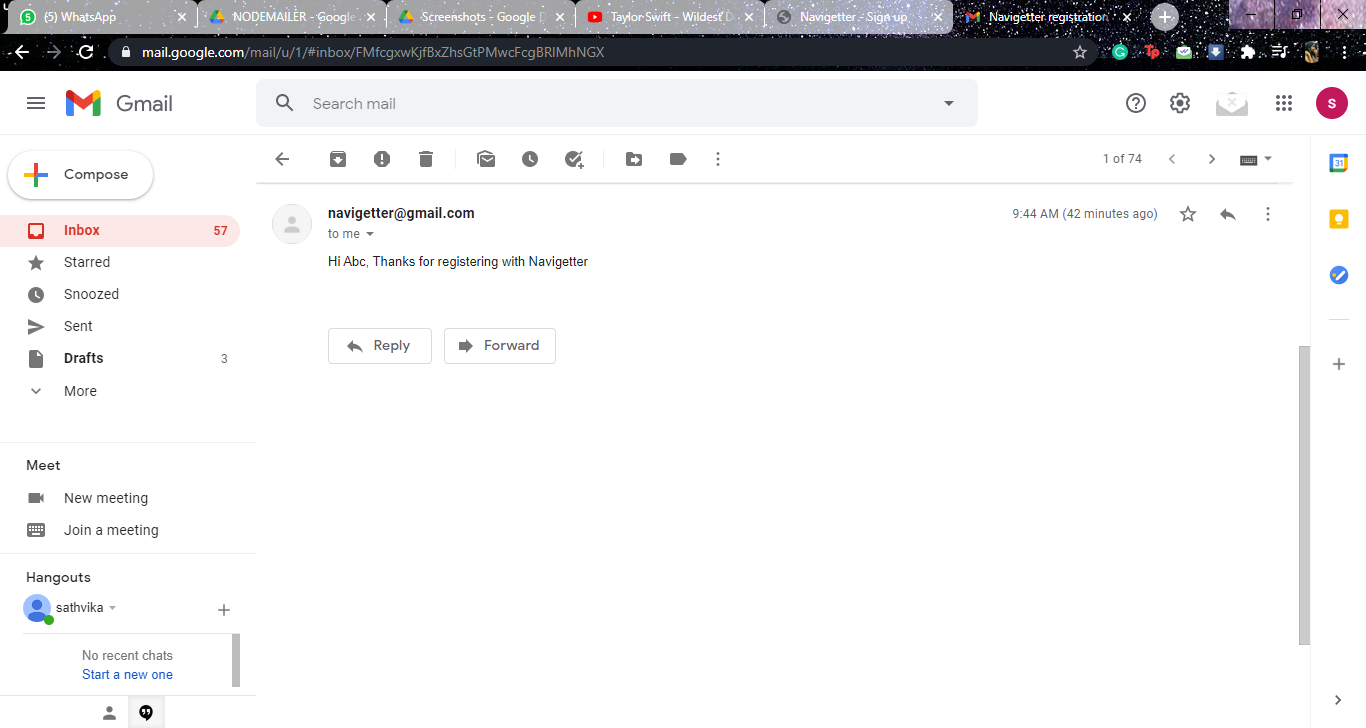 (5) WhatsApp
NODEMAILER - Google
Screenshots - Google D
Taylor Swift - Wildest D
Navigetter - Sign up
Navigetter registration
mail.google.com/mail/u/1/#inbox/FMfcgxwKjfBxZhsGtPMwcFcgBRlMhNGX
Gmail
Search mail
S
Compose
1 of 74
Inbox 57
Starred
Snoozed
Sent
Drafts 3
More
navigetter@gmail.com
9:44 AM (42 minutes ago)
to me
Hi Abc, Thanks for registering with Navigetter
Reply
Forward
Meet
New meeting
Join a meeting
Hangouts
sathvika
No recent chats
Start a new one
31